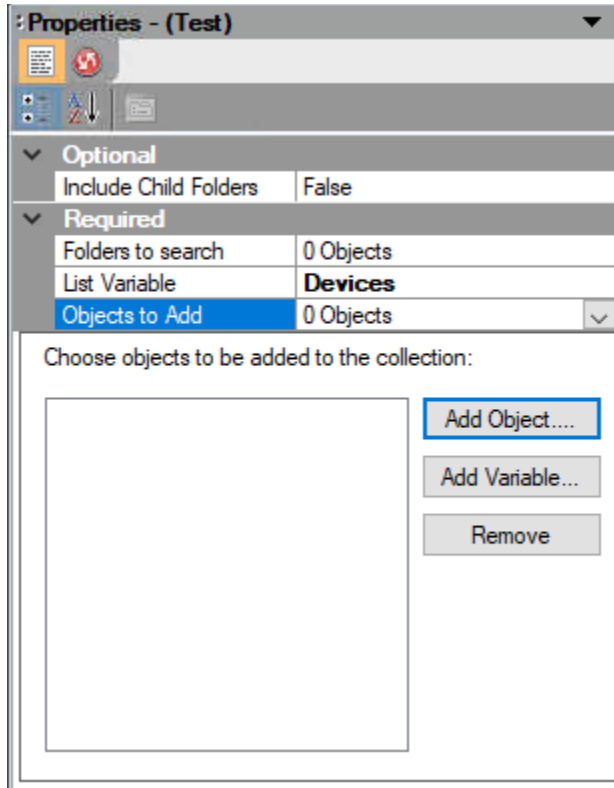 Properties - (Test)
Optional
Include Child Folders False
Required
Folders to search 0 Objects
List Variable Devices
Objects to Add 0 Objects
Choose objects to be added to the collection:
Add Object....
Add Variable...
Remove